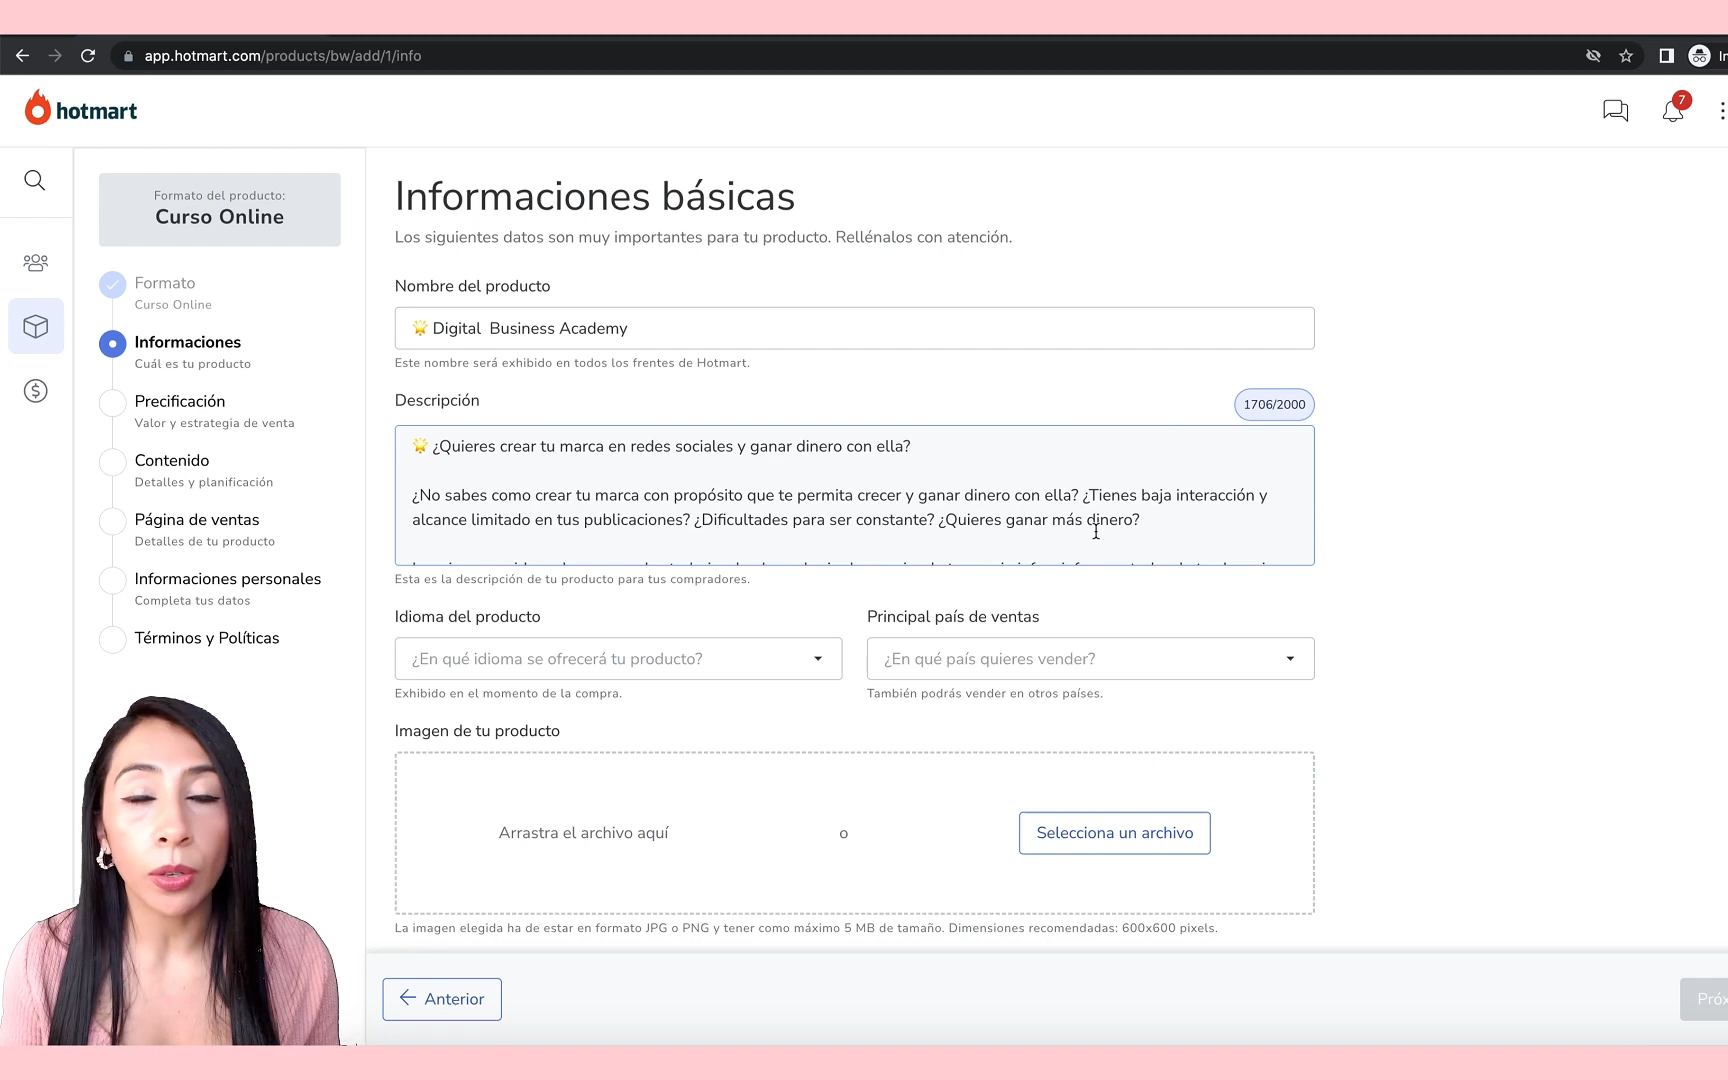 app.hotmart.com/products/bw/add/1/info
hotmart
7
Formato del producto:
Curso Online
Formato
Curso Online
Informaciones
Cuál es tu producto
Precificación
Valor y estrategia de venta
Contenido
Detalles y planificación
Página de ventas
Detalles de tu producto
Informaciones personales
Completa tus datos
Términos y Políticas
Informaciones básicas
Los siguientes datos son muy importantes para tu producto. Rellénalos con atención.
Nombre del producto
🌟 Digital  Business Academy
Este nombre será exhibido en todos los frentes de Hotmart.
Descripción
1706/2000
🌟 ¿Quieres crear tu marca en redes sociales y ganar dinero con ella?
¿No sabes como crear tu marca con propósito que te permita crecer y ganar dinero con ella? ¿Tienes baja interacción y
alcance limitado en tus publicaciones? ¿Dificultades para ser constante? ¿Quieres ganar más dinero?
Esta es la descripción de tu producto para tus compradores.
Idioma del producto
¿En qué idioma se ofrecerá tu producto?
Exhibido en el momento de la compra.
Principal país de ventas
¿En qué país quieres vender?
También podrás vender en otros países.
Imagen de tu producto
Arrastra el archivo aquí
o
Selecciona un archivo
La imagen elegida ha de estar en formato JPG o PNG y tener como máximo 5 MB de tamaño. Dimensiones recomendadas: 600x600 pixels.
Anterior